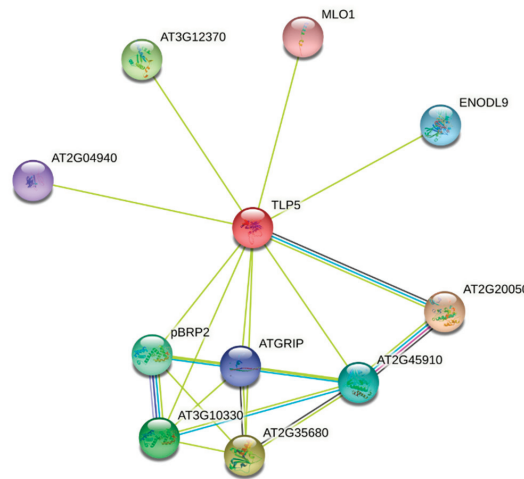 MLO1
AT3G12370
ENODL9
AT2G04940
TLP5
AT2G20050
pBRP2
ATGRIP
AT2G45910
AT3G10330
AT2G35680